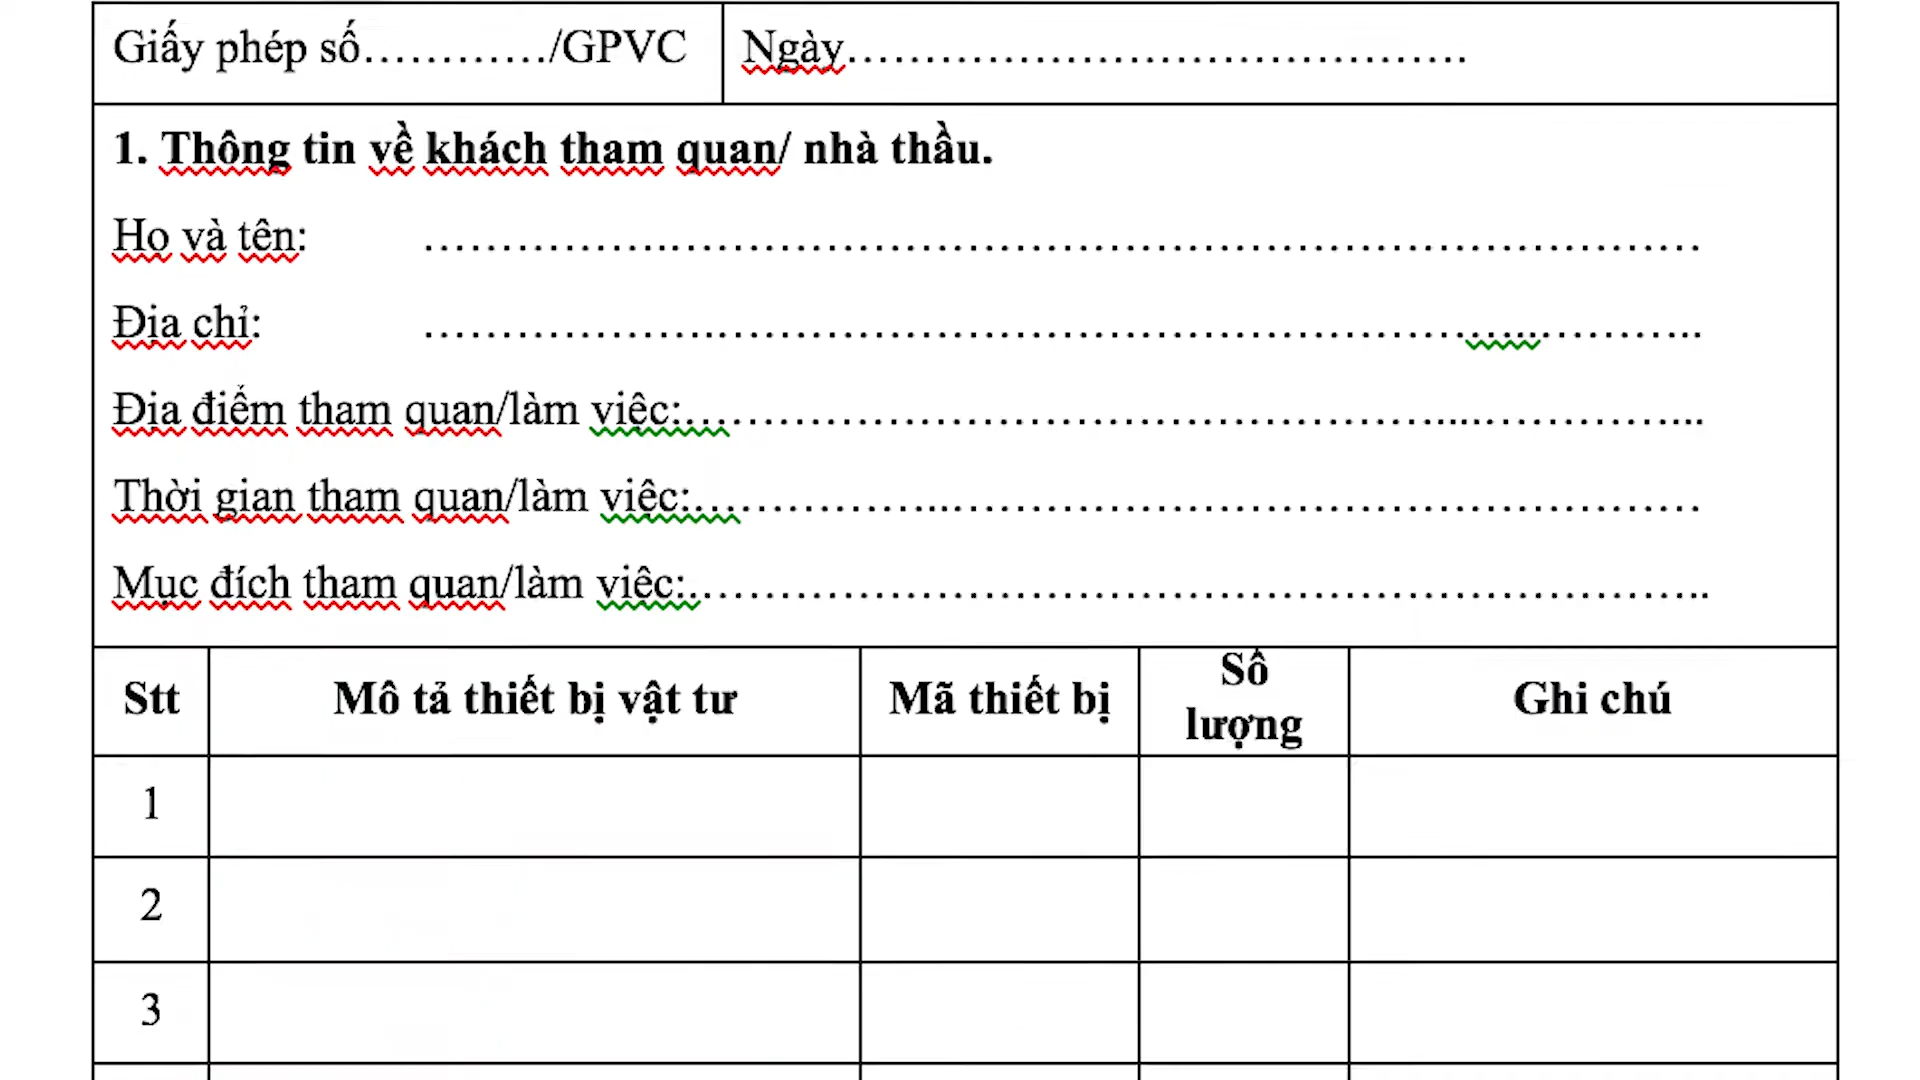 Giấy phép số…………/GPVC Ngày…………………………………
1. Thông tin về khách tham quan/ nhà thầu.
Họ và tên: ……………..………………………………………………………
Địa chỉ: ……………….……………………………………………………..
Địa điểm tham quan/làm việc:……………………………………...…………...
Thời gian tham quan/làm việc:……………..…………………………………………
Mục đích tham quan/làm việc:………………………………………………………..
Stt Mô tả thiết bị vật tư Mã thiết bị Số lượng Ghi chú
1
2
3